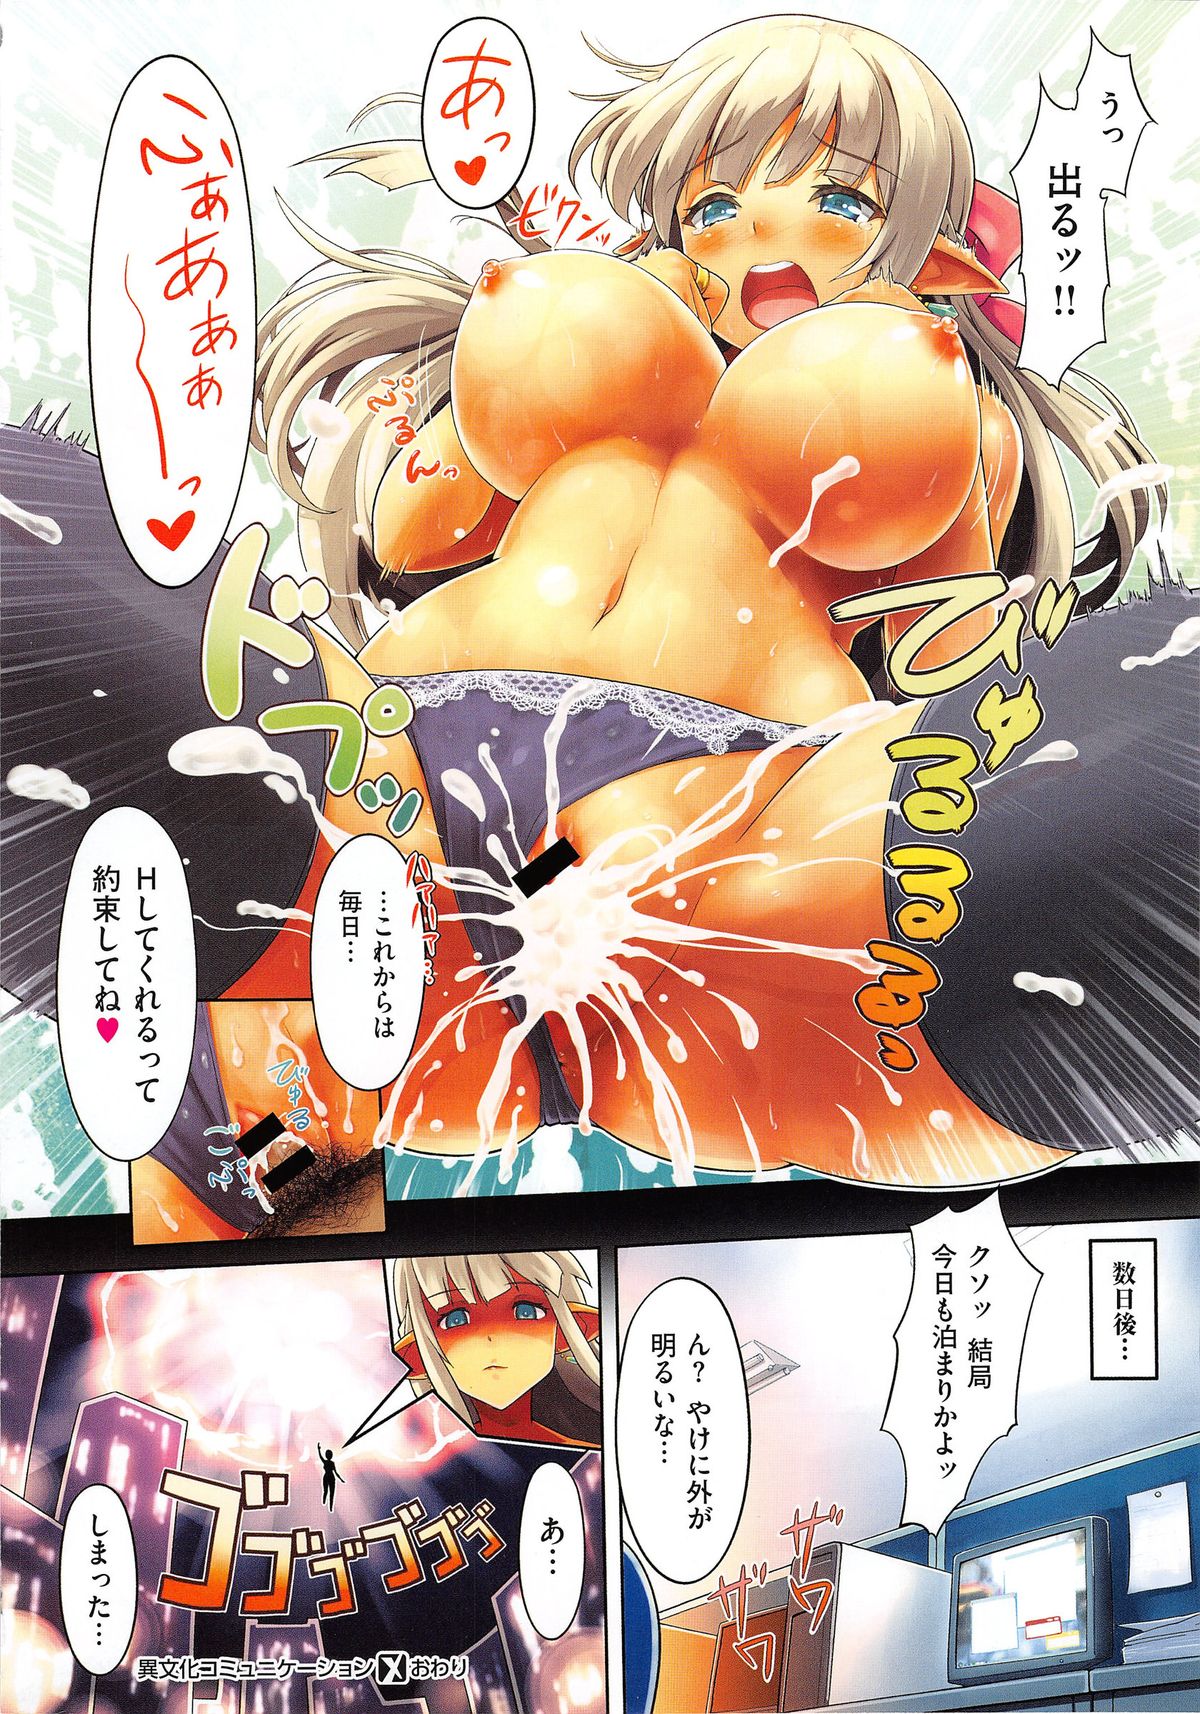 うっ
出るッ!!
あっ♥
ビクンッ
ふぁあぁぁぁっ♥
ぷるんっ
びゅるるるるっ
ドプッ
ハァハァ…
…これからは
毎日…
Hしてくれるって
約束してね♥
びゅる
数日後…
クソッ 結局
今日も泊まりかよッ
ん? やけに外が
明るいな…
ザワ
ザワ
あ…
ゴゴゴゴゴゴ
しまった…
異文化コミュニケーションX おわり